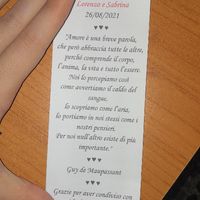 Lorenzo e Sabrina
26/08/2021
♥♥♥
"Amore è una breve parola,
che però abbraccia tutte le altre,
perché comprende il corpo,
l'anima, la vita e tutto l'essere.
Noi lo percepiamo così
come avvertiamo il caldo del
sangue,
lo scopriamo come l'aria,
lo portiamo in noi stessi come
i nostri pensieri.
Per noi null'altro esiste di più
importante."
♥♥♥
Guy de Maupassant
♥♥♥
Grazie per aver condiviso con